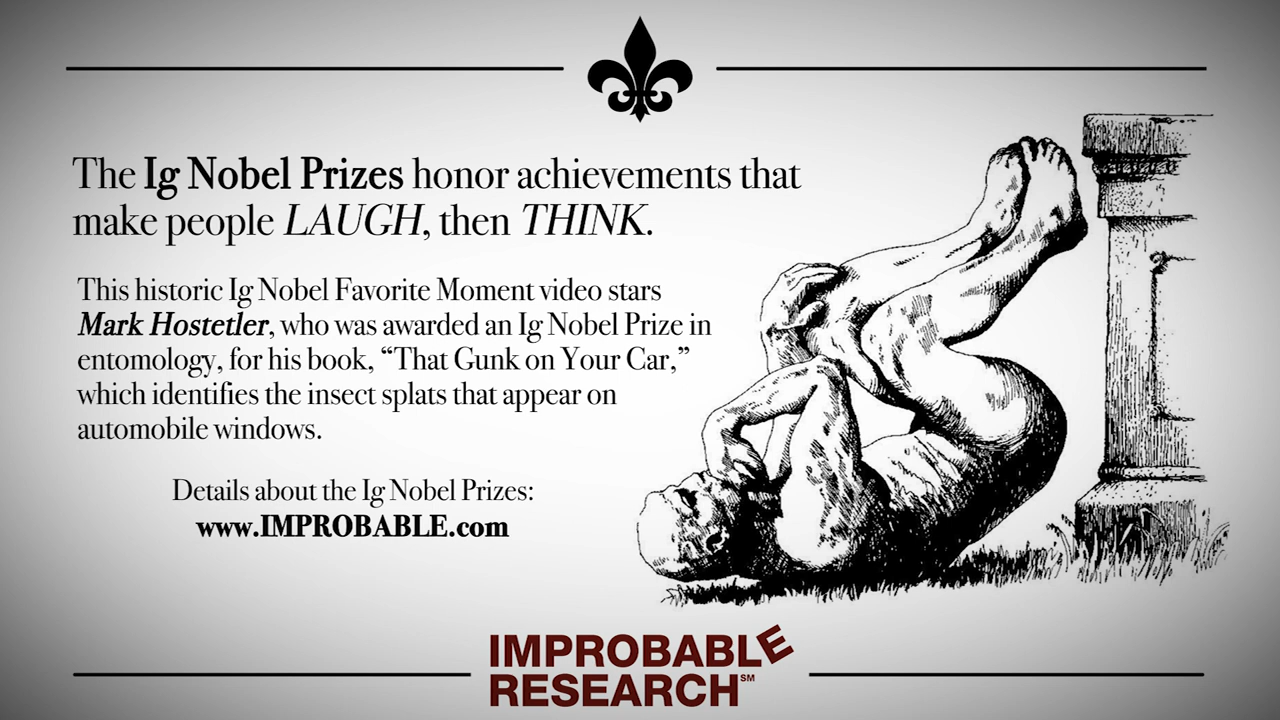 The Ig Nobel Prizes honor achievements that
make people LAUGH, then THINK.
This historic Ig Nobel Favorite Moment video stars
Mark Hostetler, who was awarded an Ig Nobel Prize in
entomology, for his book, “That Gunk on Your Car,”
which identifies the insect splats that appear on
automobile windows.
Details about the Ig Nobel Prizes:
www.IMPROBABLE.com
IMPROBABLE
RESEARCH℠